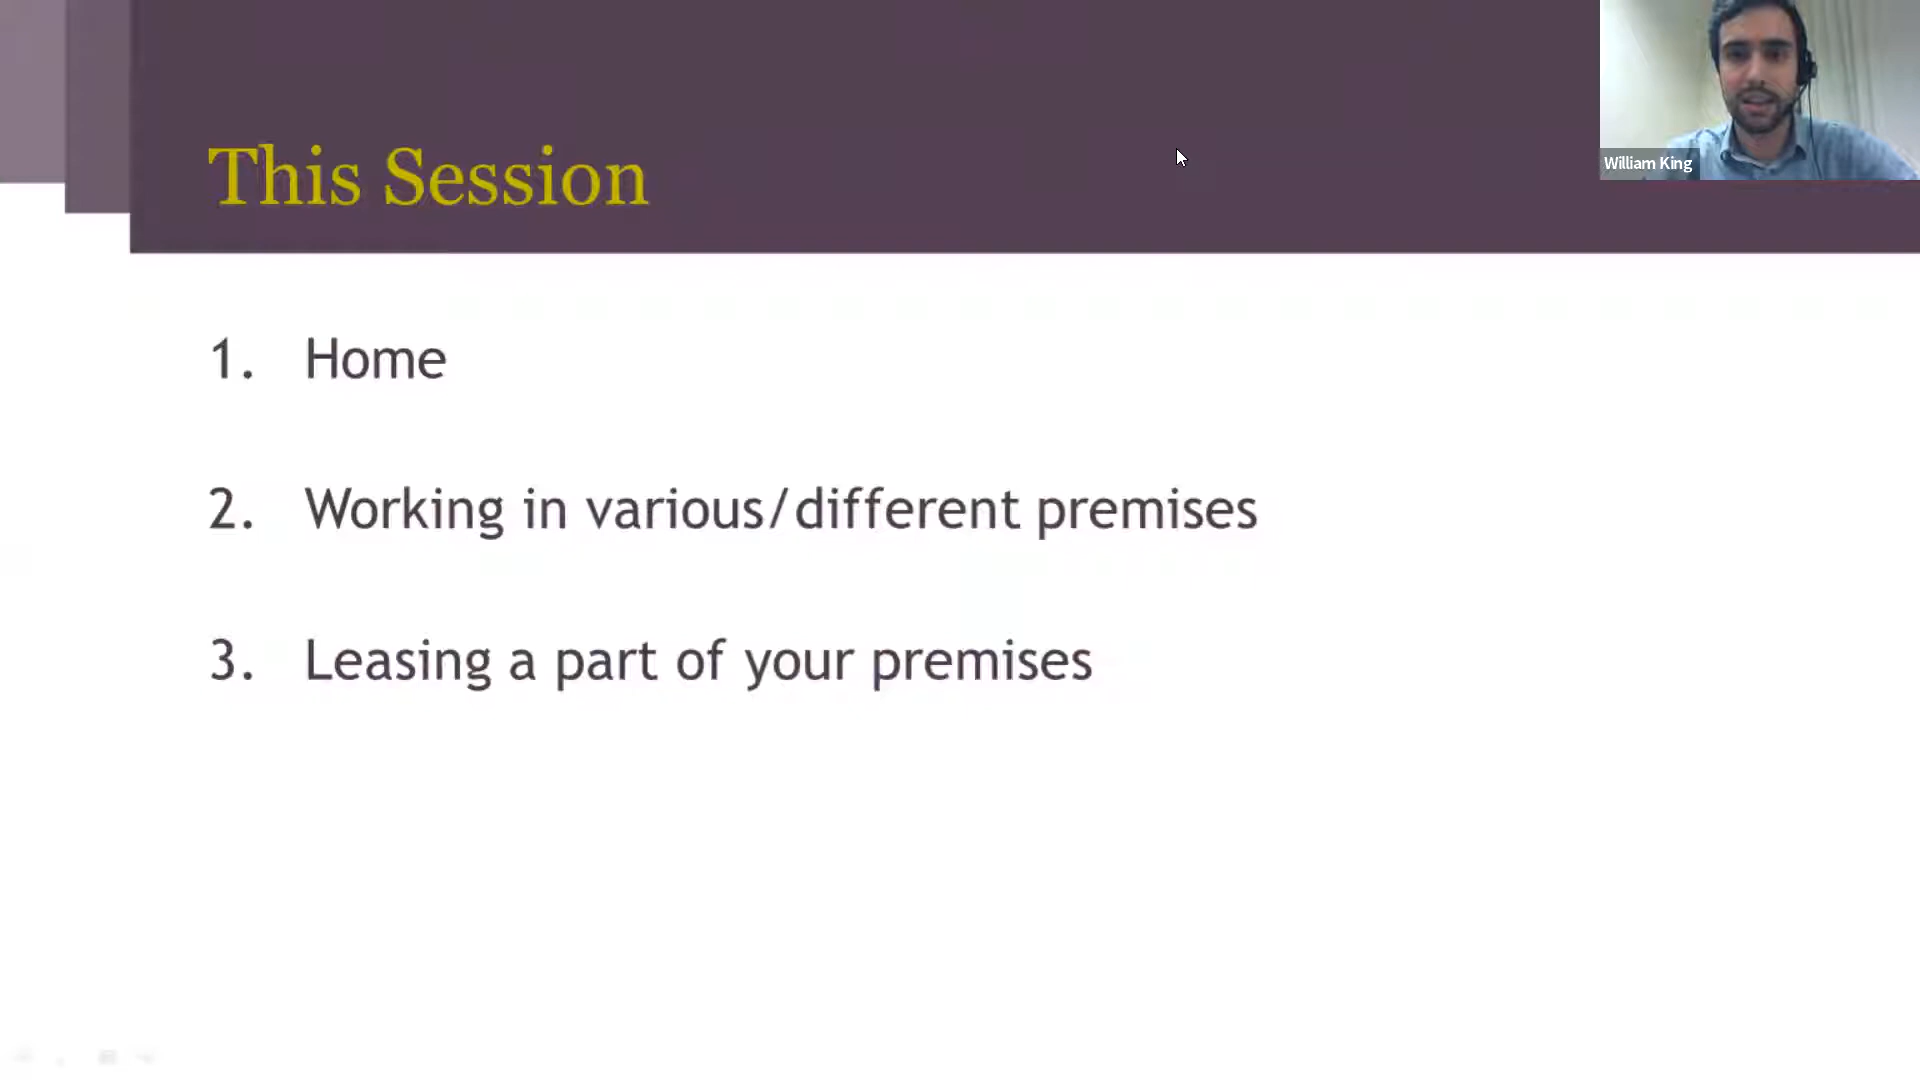 This Session
William King
1. Home
2. Working in various/different premises
3. Leasing a part of your premises